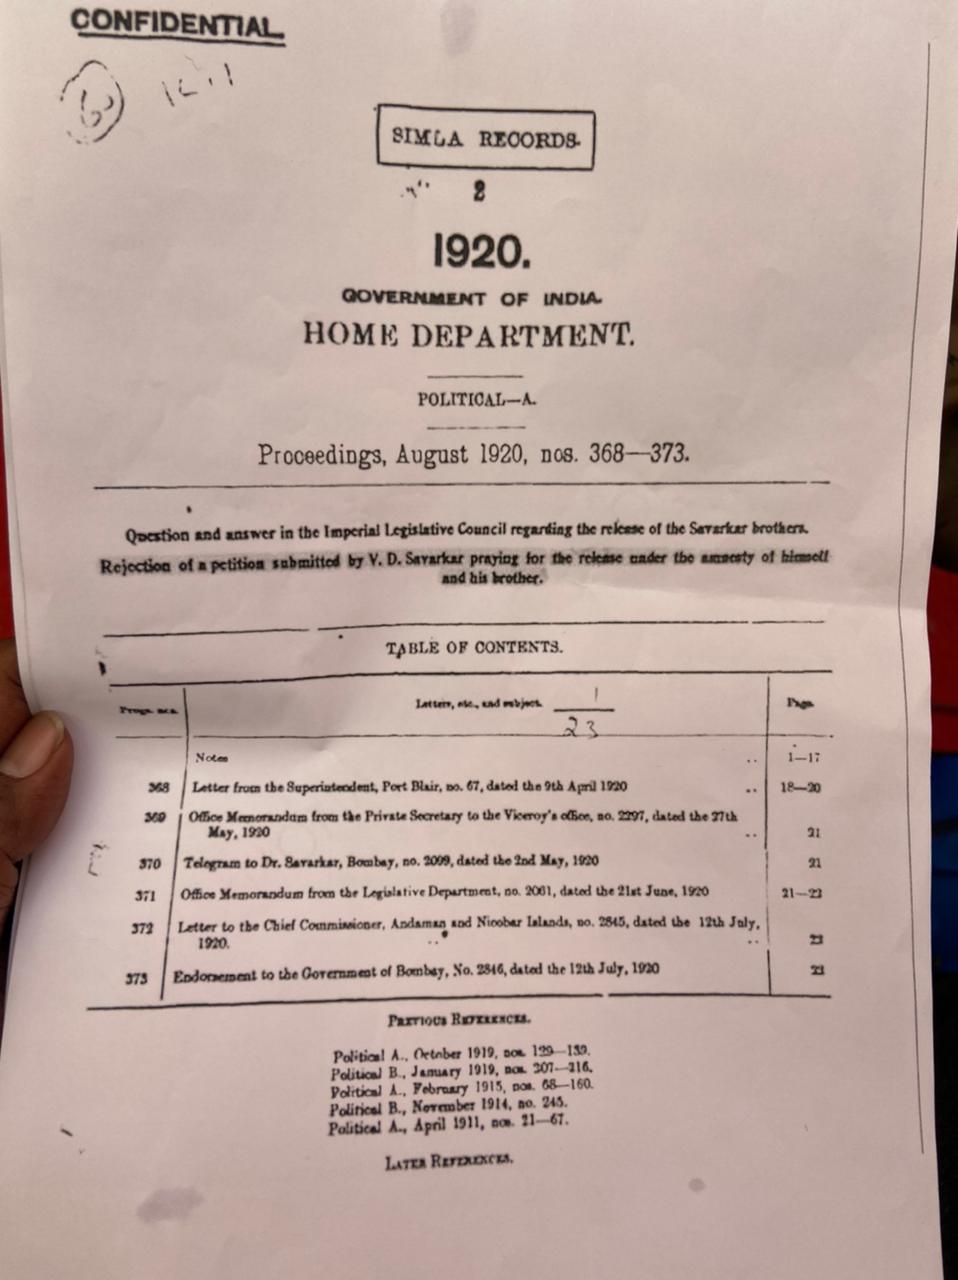 CONFIDENTIAL
SIMLA RECORDS.
2
1920.
GOVERNMENT OF INDIA.
HOME DEPARTMENT.
POLITICAL—A.
Proceedings, August 1920, nos. 368—373.
Question and answer in the Imperial Legislative Council regarding the release of the Savarkar brothers.
Rejection of a petition submitted by V. D. Savarkar praying for the release under the amnesty of himself
and his brother.
TABLE OF CONTENTS.
Progs. nos. Letters, etc., and subject. Page.
1
23
Notes .. 1—17
368 Letter from the Superintendent, Port Blair, no. 67, dated the 9th April 1920 .. 18—20
369 Office Memorandum from the Private Secretary to the Viceroy's office, no. 2297, dated the 27th
May, 1920 .. 21
370 Telegram to Dr. Savarkar, Bombay, no. 2099, dated the 2nd May, 1920 21
371 Office Memorandum from the Legislative Department, no. 2061, dated the 21st June, 1920 21—23
372 Letter to the Chief Commissioner, Andaman and Nicobar Islands, no. 2845, dated the 12th July,
1920. .. .. 23
373 Endorsement to the Government of Bombay, No. 2846, dated the 12th July, 1920 23
PREVIOUS REFERENCES.
Political A., October 1919, nos. 129—139.
Political B., January 1919, nos. 207—216.
Political A., February 1915, nos. 68—160.
Political B., November 1914, no. 245.
Political A., April 1911, nos. 21—67.
LATER REFERENCES.